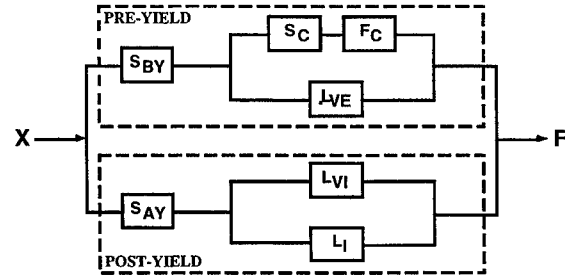 PRE-YIELD
S_C F_C
S_BY
L_VE
X F
L_VI
S_AY
L_I
POST-YIELD